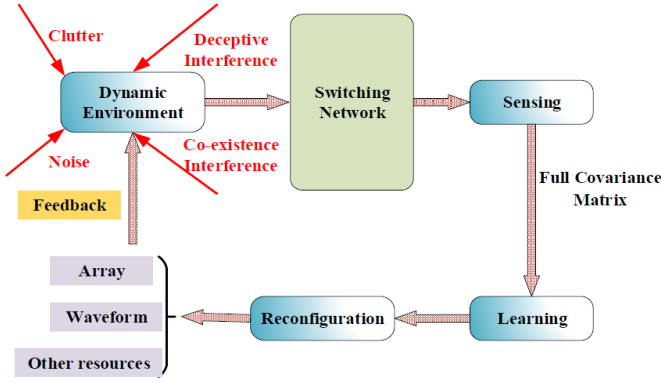 Clutter
Deceptive
Interference
Dynamic
Environment
Switching
Network
Sensing
Noise
Co-existence
Interference
Full Covariance
Matrix
Feedback
Array
Waveform
Other resources
Reconfiguration
Learning